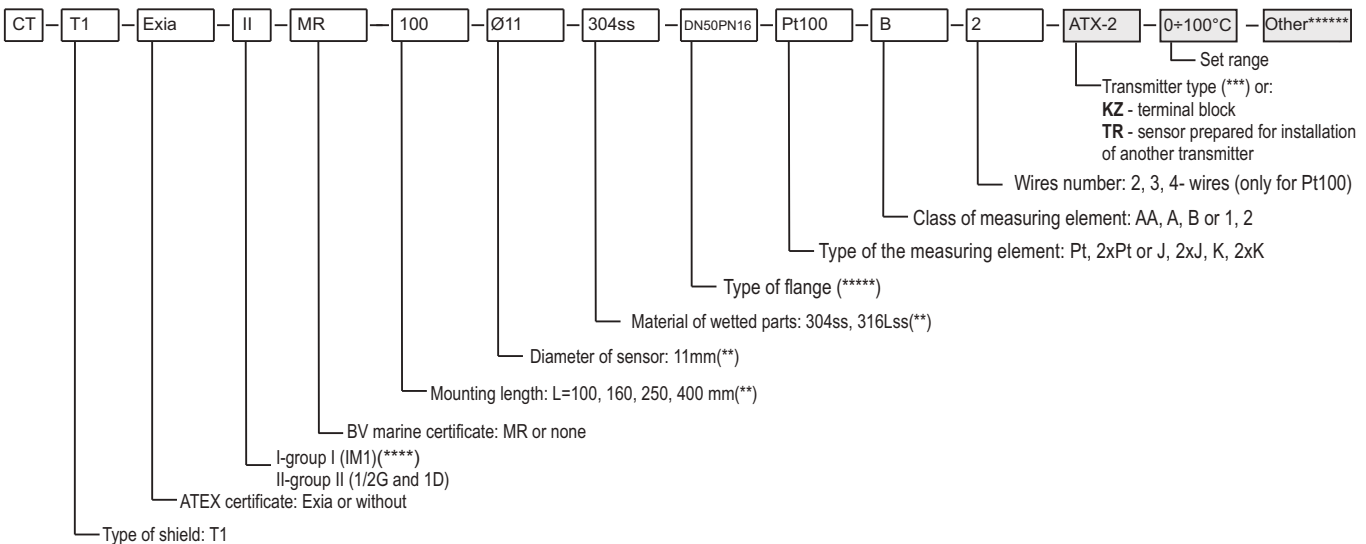 CT – T1 – Exia – II – MR – 100 – Ø11 – 304ss – DN50PN16 – Pt100 – B – 2 – ATX-2 – 0÷100°C – Other******
Set range
Transmitter type (***) or:
KZ - terminal block
TR - sensor prepared for installation
of another transmitter
Wires number: 2, 3, 4- wires (only for Pt100)
Class of measuring element: AA, A, B or 1, 2
Type of the measuring element: Pt, 2xPt or J, 2xJ, K, 2xK
Type of flange (*****)
Material of wetted parts: 304ss, 316Lss(**)
Diameter of sensor: 11mm(**)
Mounting length: L=100, 160, 250, 400 mm(**)
BV marine certificate: MR or none
I-group I (IM1)(****)
II-group II (1/2G and 1D)
ATEX certificate: Exia or without
Type of shield: T1